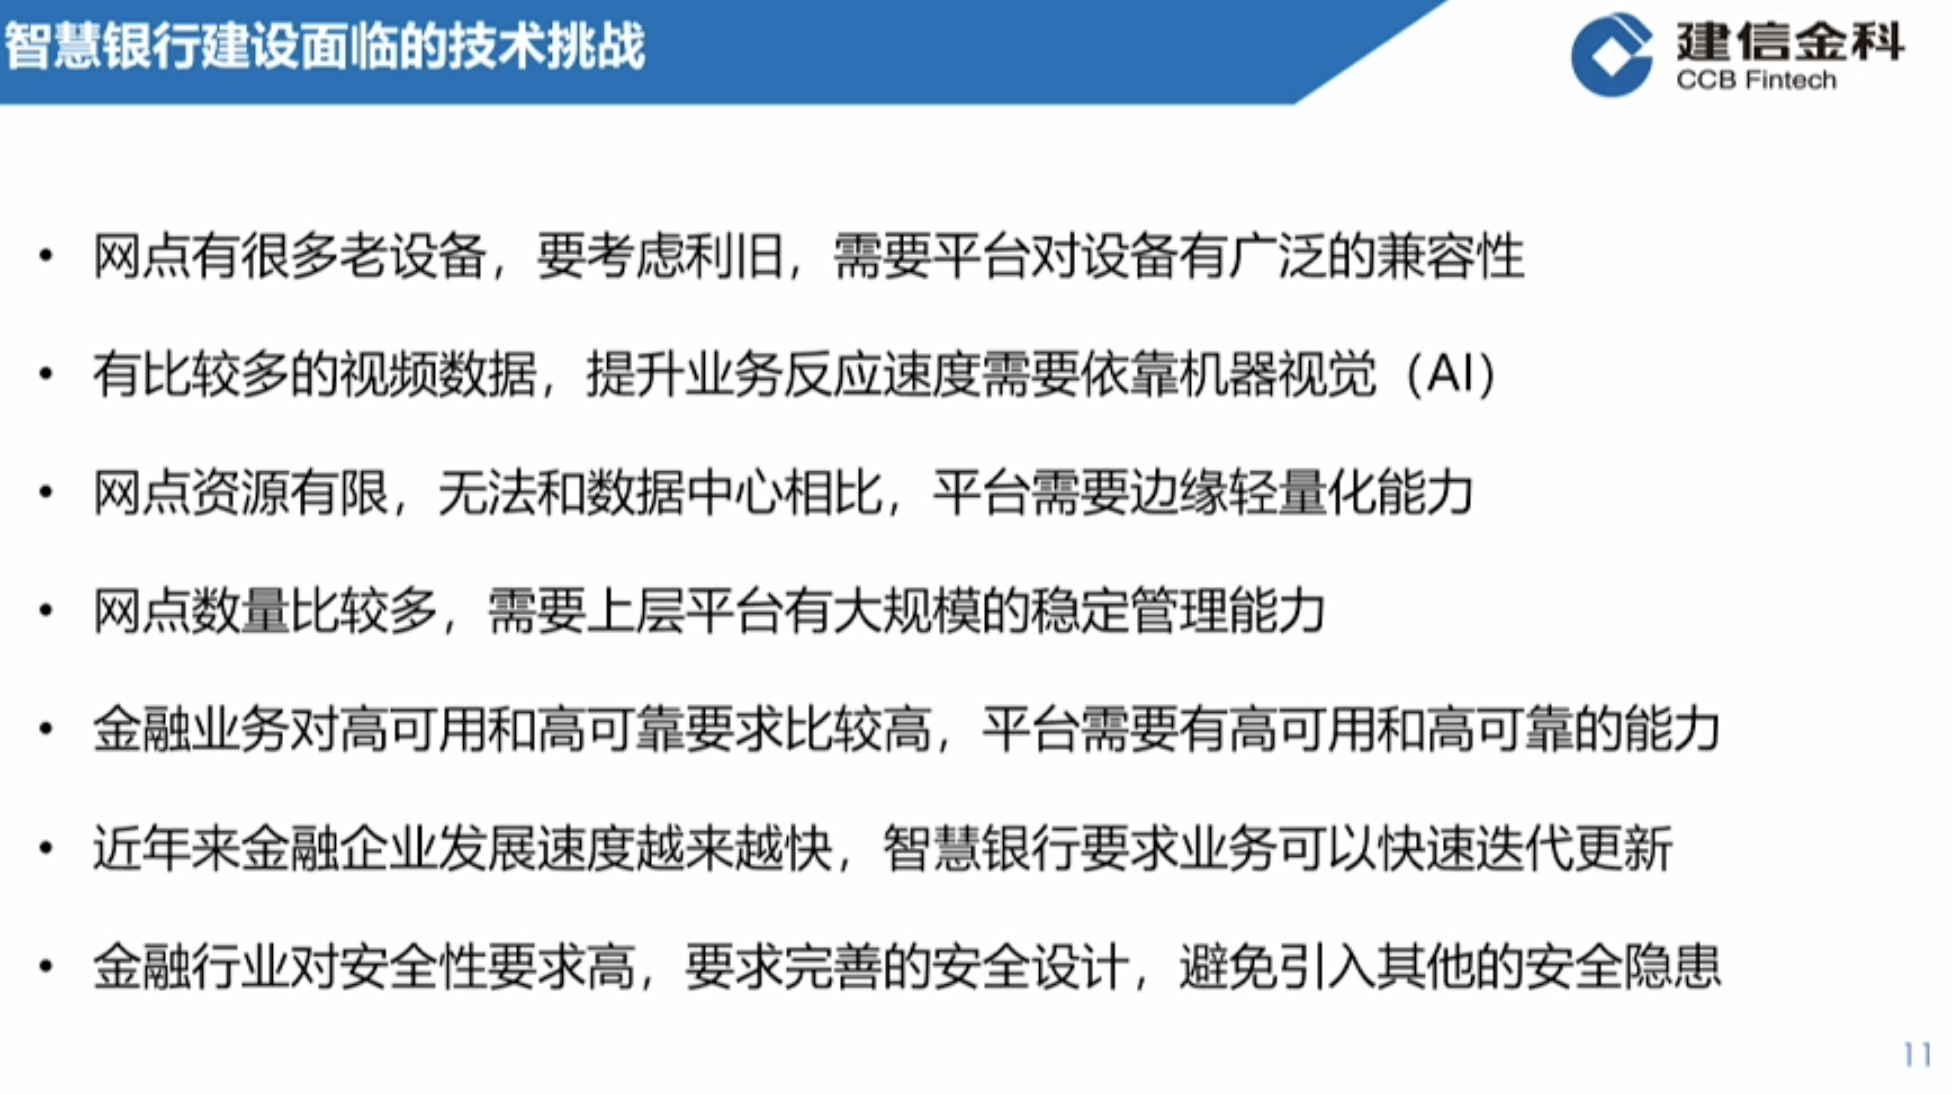 智慧银行建设面临的技术挑战
建信金科
CCB Fintech
• 网点有很多老设备，要考虑利旧，需要平台对设备有广泛的兼容性
• 有比较多的视频数据，提升业务反应速度需要依靠机器视觉（AI）
• 网点资源有限，无法和数据中心相比，平台需要边缘轻量化能力
• 网点数量比较多，需要上层平台有大规模的稳定管理能力
• 金融业务对高可用和高可靠要求比较高，平台需要有高可用和高可靠的能力
• 近年来金融企业发展速度越来越快，智慧银行要求业务可以快速迭代更新
• 金融行业对安全性要求高，要求完善的安全设计，避免引入其他的安全隐患
11